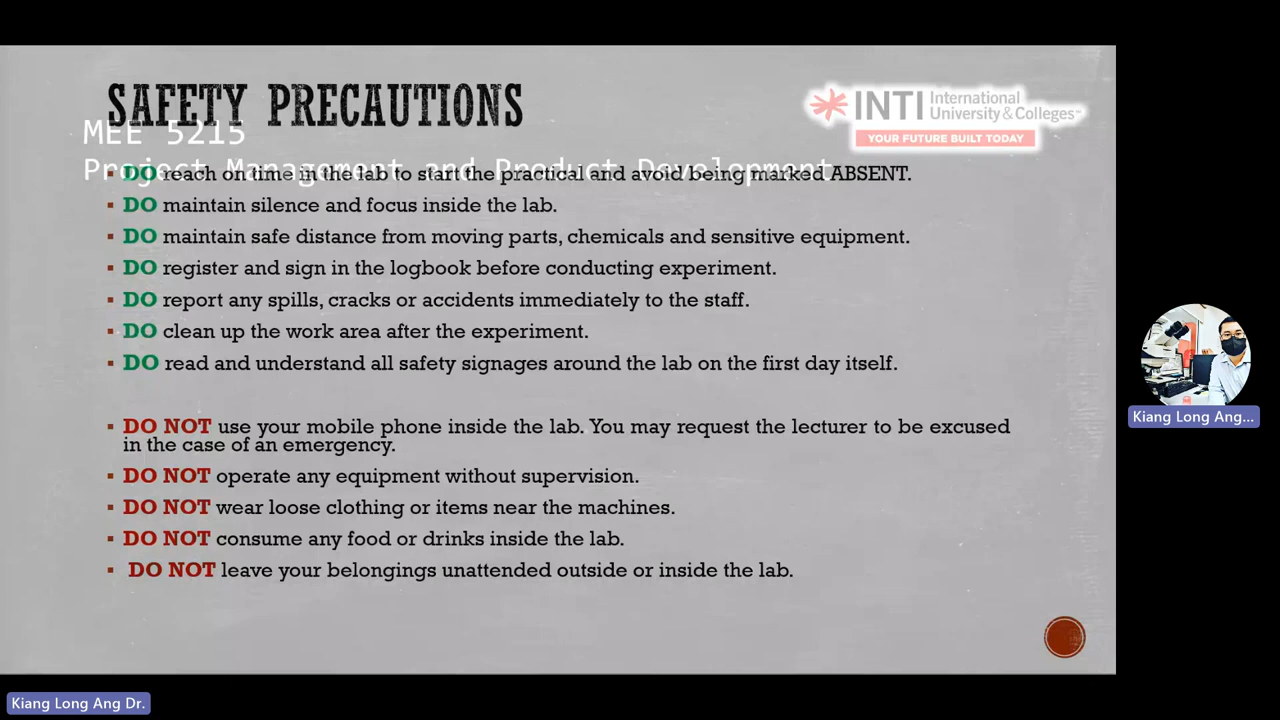 SAFETY PRECAUTIONS
INTI International
University & Colleges
YOUR FUTURE BUILT TODAY
MEE 5215
Project Management and Product Development
▪ DO reach on time in the lab to start the practical and avoid being marked ABSENT.
▪ DO maintain silence and focus inside the lab.
▪ DO maintain safe distance from moving parts, chemicals and sensitive equipment.
▪ DO register and sign in the logbook before conducting experiment.
▪ DO report any spills, cracks or accidents immediately to the staff.
▪ DO clean up the work area after the experiment.
▪ DO read and understand all safety signages around the lab on the first day itself.
▪ DO NOT use your mobile phone inside the lab. You may request the lecturer to be excused
in the case of an emergency.
▪ DO NOT operate any equipment without supervision.
▪ DO NOT wear loose clothing or items near the machines.
▪ DO NOT consume any food or drinks inside the lab.
▪ DO NOT leave your belongings unattended outside or inside the lab.
Kiang Long Ang...
Kiang Long Ang Dr.